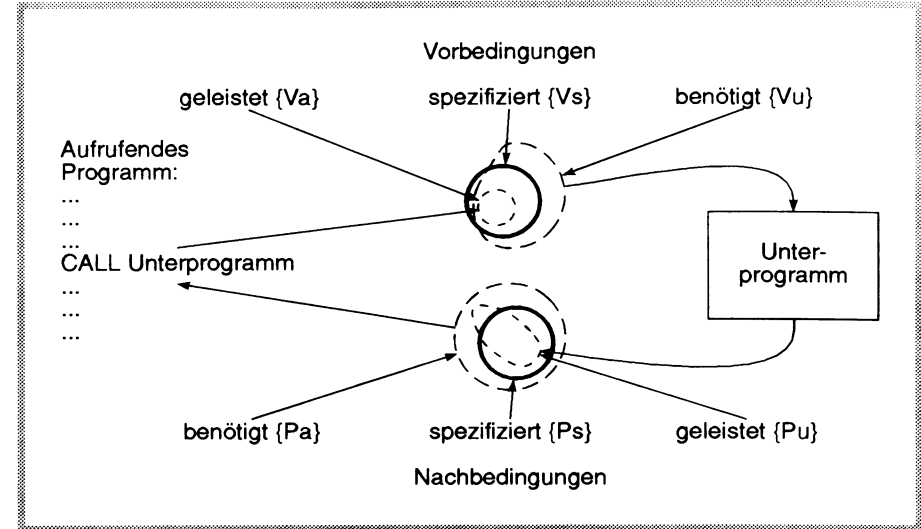 Vorbedingungen
geleistet {Va}
spezifiziert {Vs}
benötigt {Vu}
Aufrufendes
Programm:
...
...
...
CALL Unterprogramm
...
...
...
Unter-
programm
benötigt {Pa}
spezifiziert {Ps}
geleistet {Pu}
Nachbedingungen